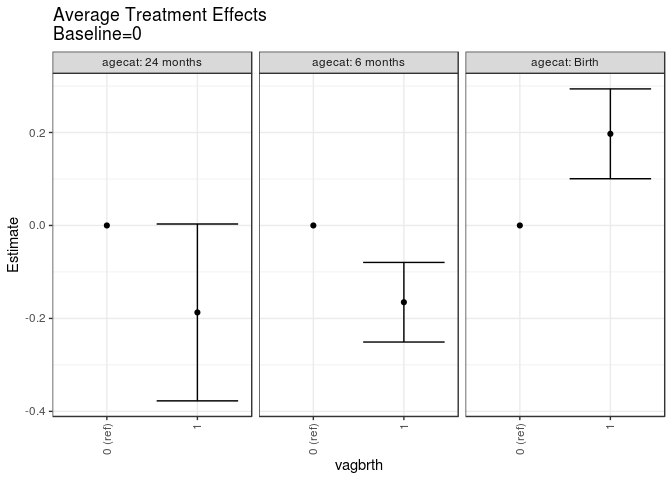 Average Treatment Effects
Baseline=0
agecat: 24 months
agecat: 6 months
agecat: Birth
Estimate
0.2
0.0
-0.2
-0.4
0 (ref)
1
0 (ref)
1
0 (ref)
1
vagbrth